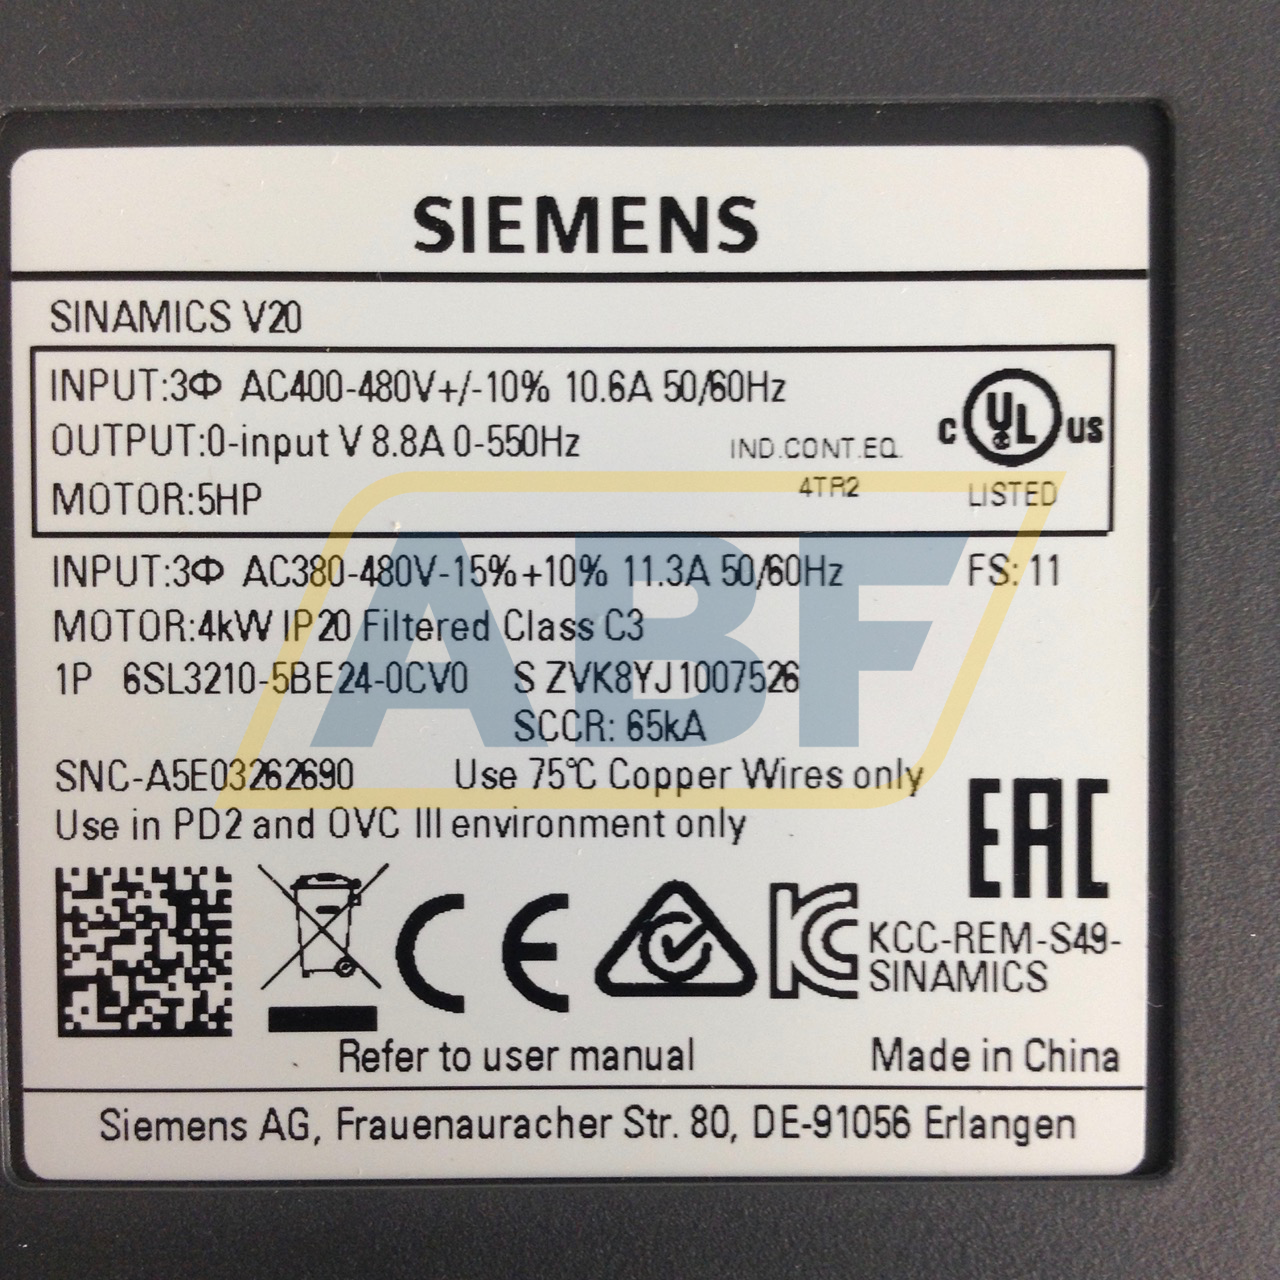 SIEMENS
SINAMICS V20
INPUT:3Φ AC400-480V+/-10% 10.6A 50/60Hz
OUTPUT:0-input V 8.8A 0-550Hz
MOTOR:5HP
IND.CONT.EQ.
4TR2
C UL US
LISTED
INPUT:3Φ AC380-480V-15%+10% 11.3A 50/60Hz FS: 11
MOTOR:4kW IP20 Filtered Class C3
1P 6SL3210-5BE24-0CV0 S ZVK8YJ1007526
SCCR: 65kA
SNC-A5E03262690 Use 75℃ Copper Wires only
Use in PD2 and OVC III environment only
ABF
EAC
CE
KC
KCC-REM-S49-
SINAMICS
Refer to user manual Made in China
Siemens AG, Frauenauracher Str. 80, DE-91056 Erlangen